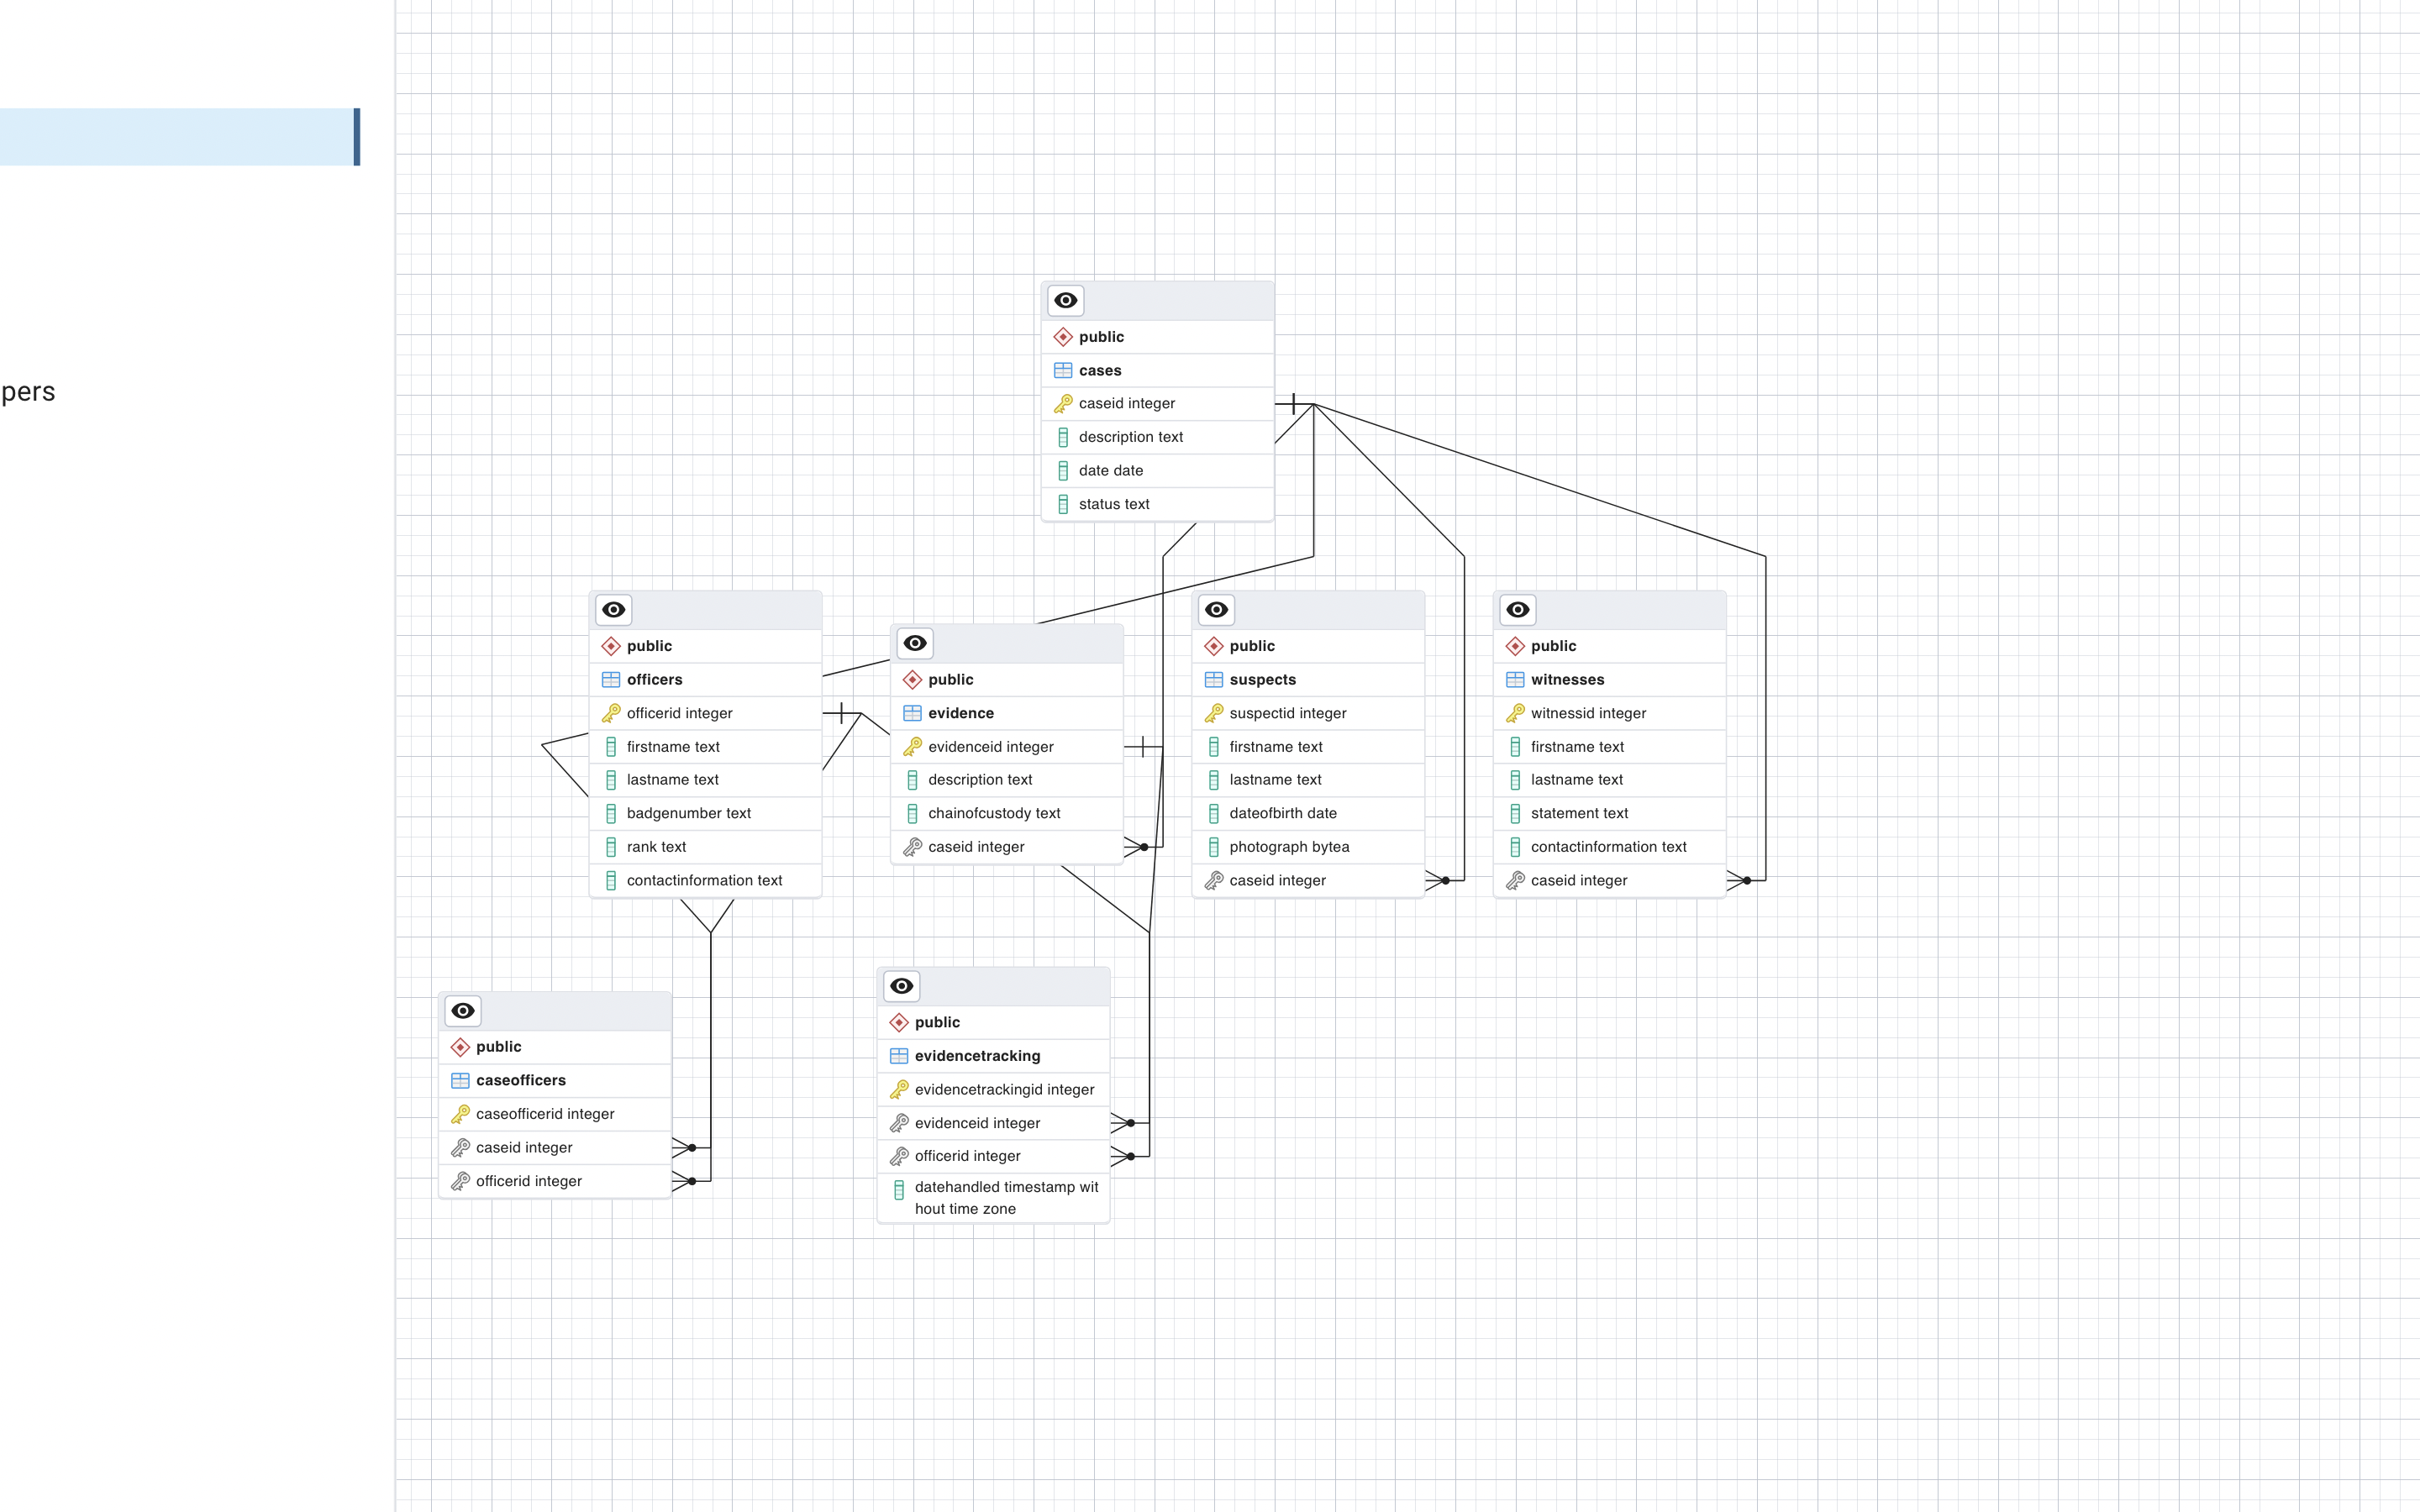 pers
public
cases
caseid integer
description text
date date
status text
public
officers
officerid integer
firstname text
lastname text
badgenumber text
rank text
contactinformation text
public
evidence
evidenceid integer
description text
chainofcustody text
caseid integer
public
suspects
suspectid integer
firstname text
lastname text
dateofbirth date
photograph bytea
caseid integer
public
witnesses
witnessid integer
firstname text
lastname text
statement text
contactinformation text
caseid integer
public
caseofficers
caseofficerid integer
caseid integer
officerid integer
public
evidencetracking
evidencetrackingid integer
evidenceid integer
officerid integer
datehandled timestamp wit
hout time zone